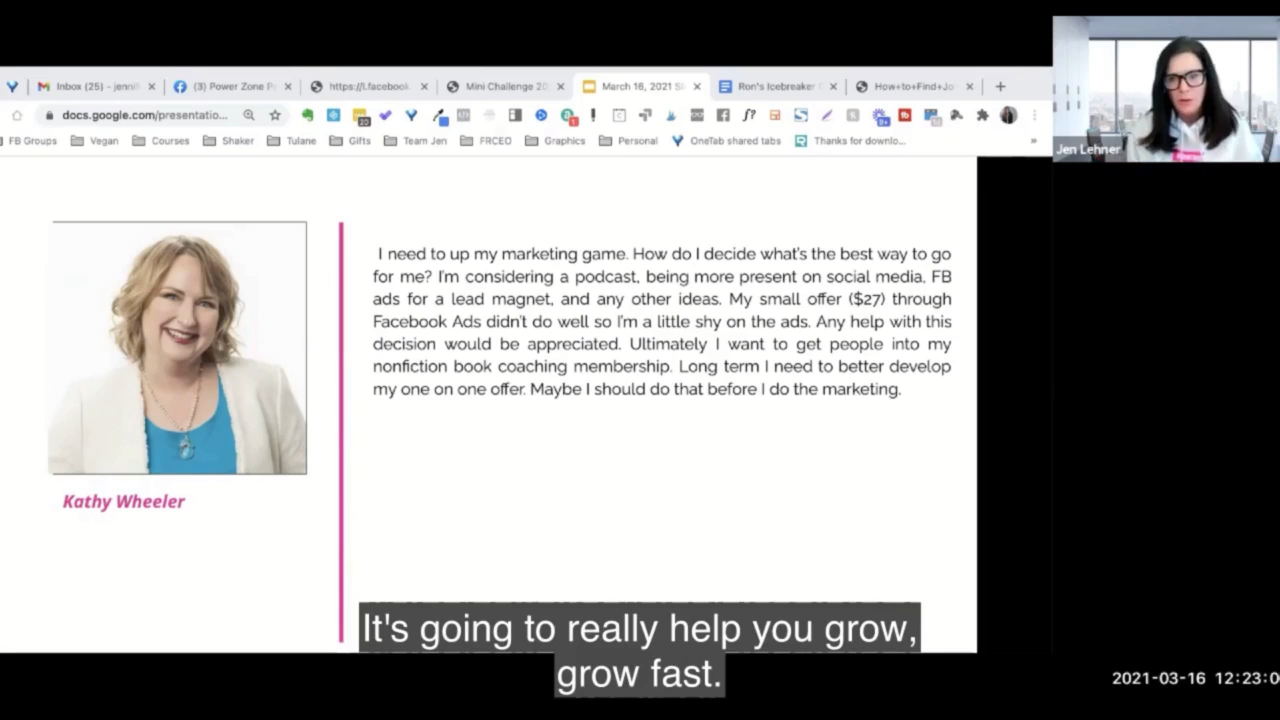 Inbox (25) - jenni
(3) Power Zone P
https://l.facebook
Mini Challenge 20
March 16, 2021 S
Ron's Icebreaker
How+to+Find+Jo
docs.google.com/presentatio...
FB Groups
Vegan
Courses
Shaker
Tulane
Gifts
Team Jen
FRCEO
Graphics
Personal
OneTab shared tabs
Thanks for downlo...
»
Jen Lehner
I need to up my marketing game. How do I decide what's the best way to go
for me? I'm considering a podcast, being more present on social media, FB
ads for a lead magnet, and any other ideas. My small offer ($27) through
Facebook Ads didn't do well so I'm a little shy on the ads. Any help with this
decision would be appreciated. Ultimately I want to get people into my
nonfiction book coaching membership. Long term I need to better develop
my one on one offer. Maybe I should do that before I do the marketing.
Kathy Wheeler
It's going to really help you grow,
grow fast.
2021-03-16 12:23:0